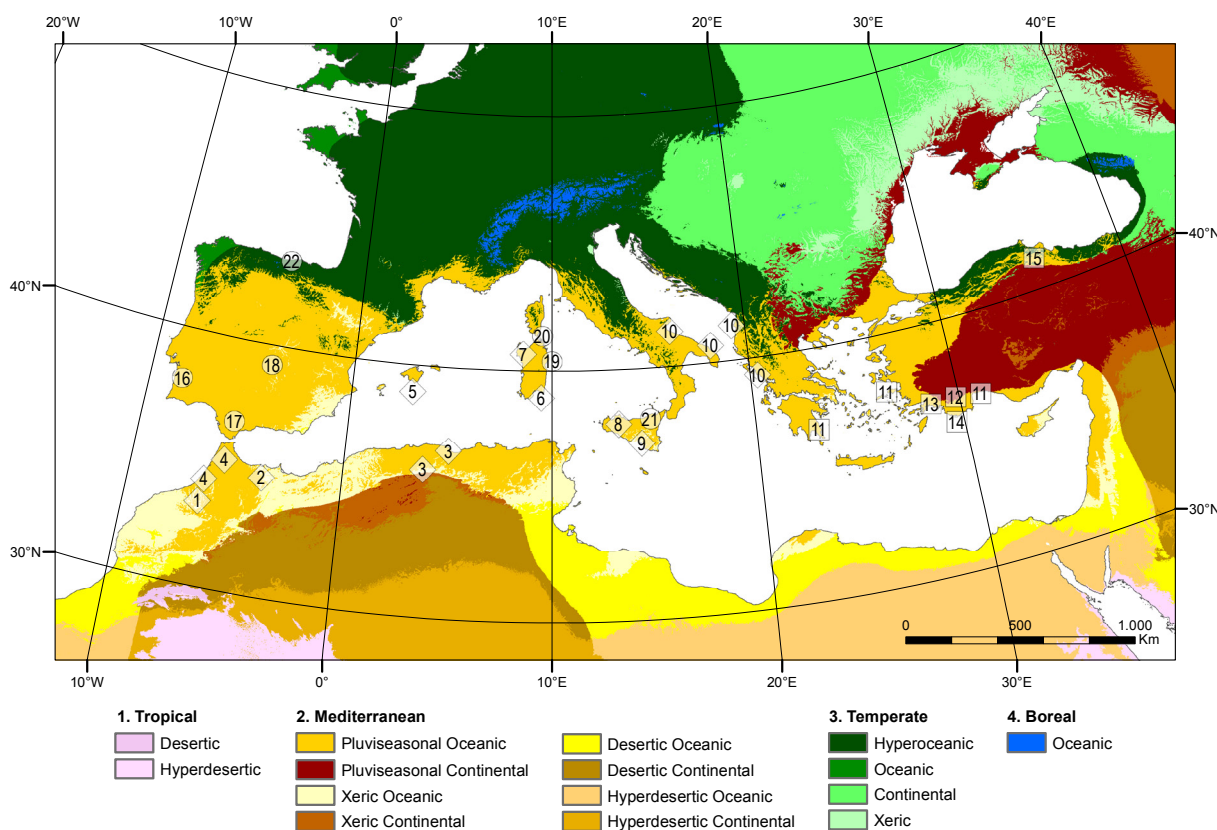 20°W 10°W 0° 10°E 20°E 30°E 40°E
40°N
40°N
30°N
30°N
22
15
16
18
17
20
7
19
5
6
10
10
10
10
8
21
9
11
12
11
13
14
11
4
4
2
1
3
3
0 500 1.000
Km
10°W 0° 10°E 20°E 30°E
1. Tropical
Desertic
Hyperdesertic
2. Mediterranean
Pluviseasonal Oceanic
Pluviseasonal Continental
Xeric Oceanic
Xeric Continental
Desertic Oceanic
Desertic Continental
Hyperdesertic Oceanic
Hyperdesertic Continental
3. Temperate
Hyperoceanic
Oceanic
Continental
Xeric
4. Boreal
Oceanic